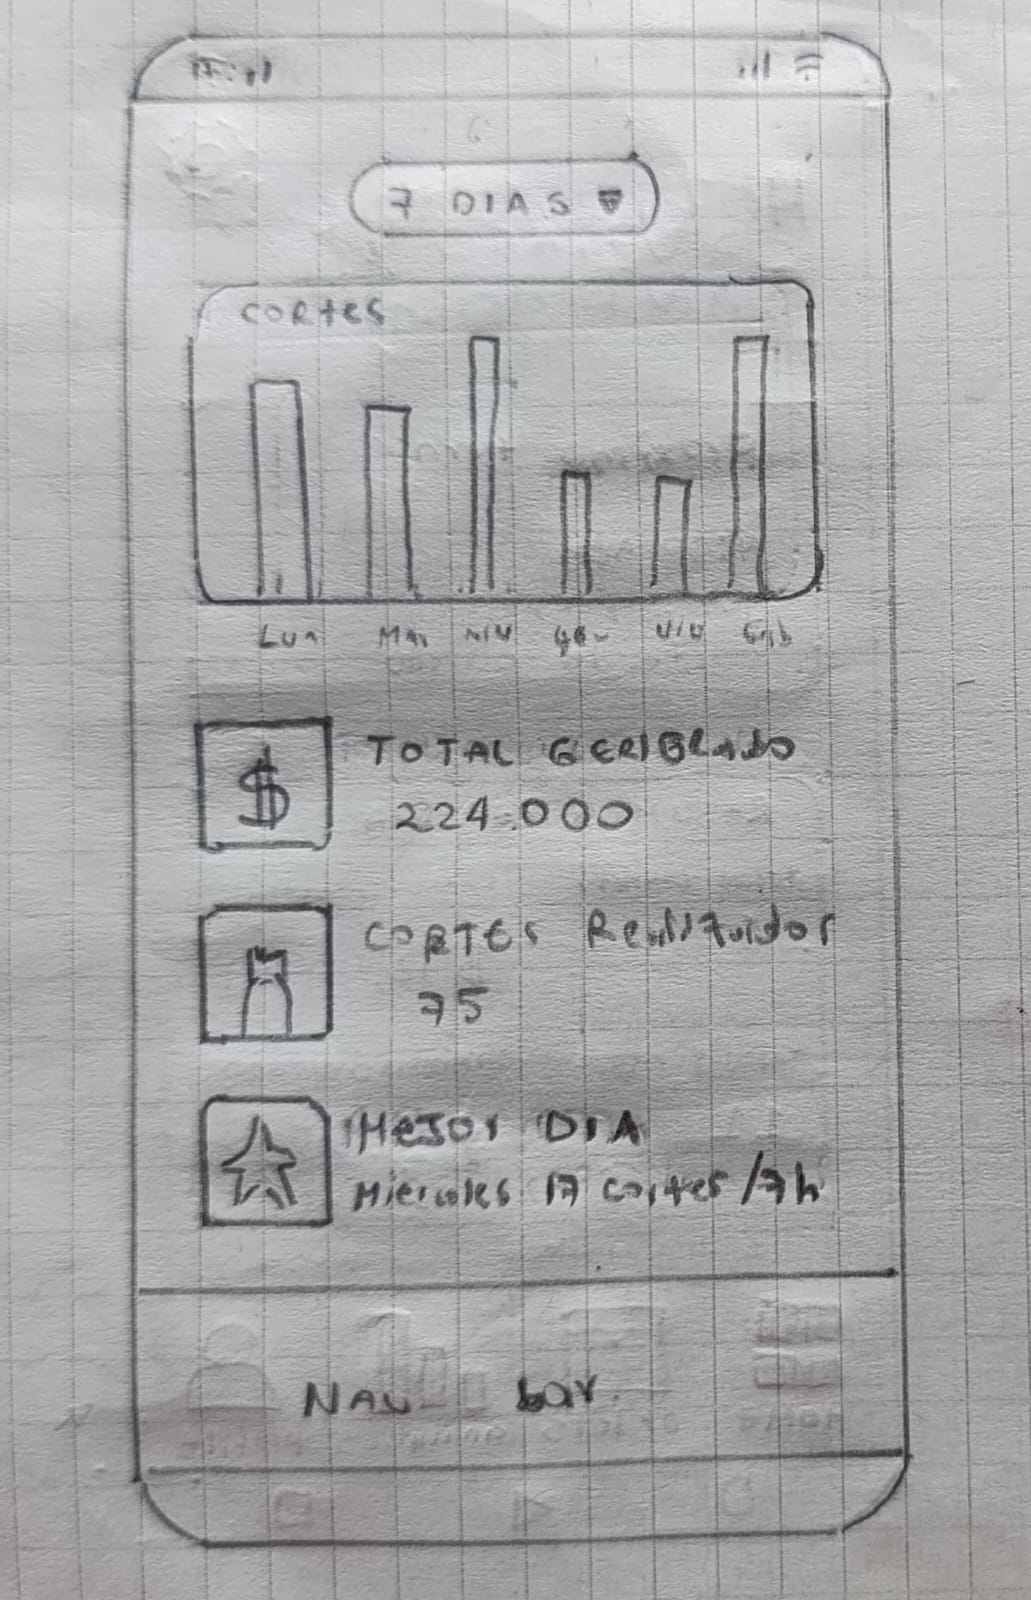 7 DIAS
CORTES
Lun Mar Mie Jue Vie Sab
$
TOTAL GENERADO
224.000
CORTES Realizados
75
MEJOR DIA
Miercoles 17 cortes /7h
NAV bar.